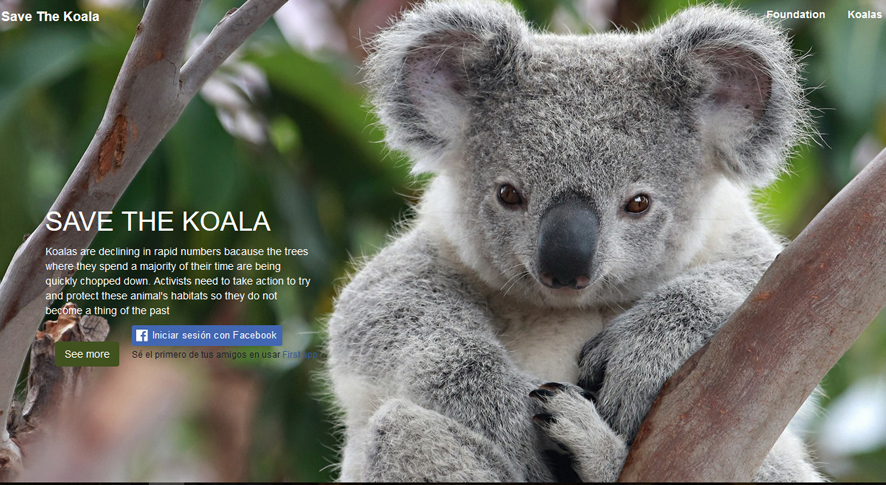 Save The Koala
Foundation
Koalas
SAVE THE KOALA
Koalas are declining in rapid numbers bacause the trees
where they spend a majority of their time are being
quickly chopped down. Activists need to take action to try
and protect these animal's habitats so they do not
become a thing of the past
Iniciar sesión con Facebook
See more
Sé el primero de tus amigos en usar First app.